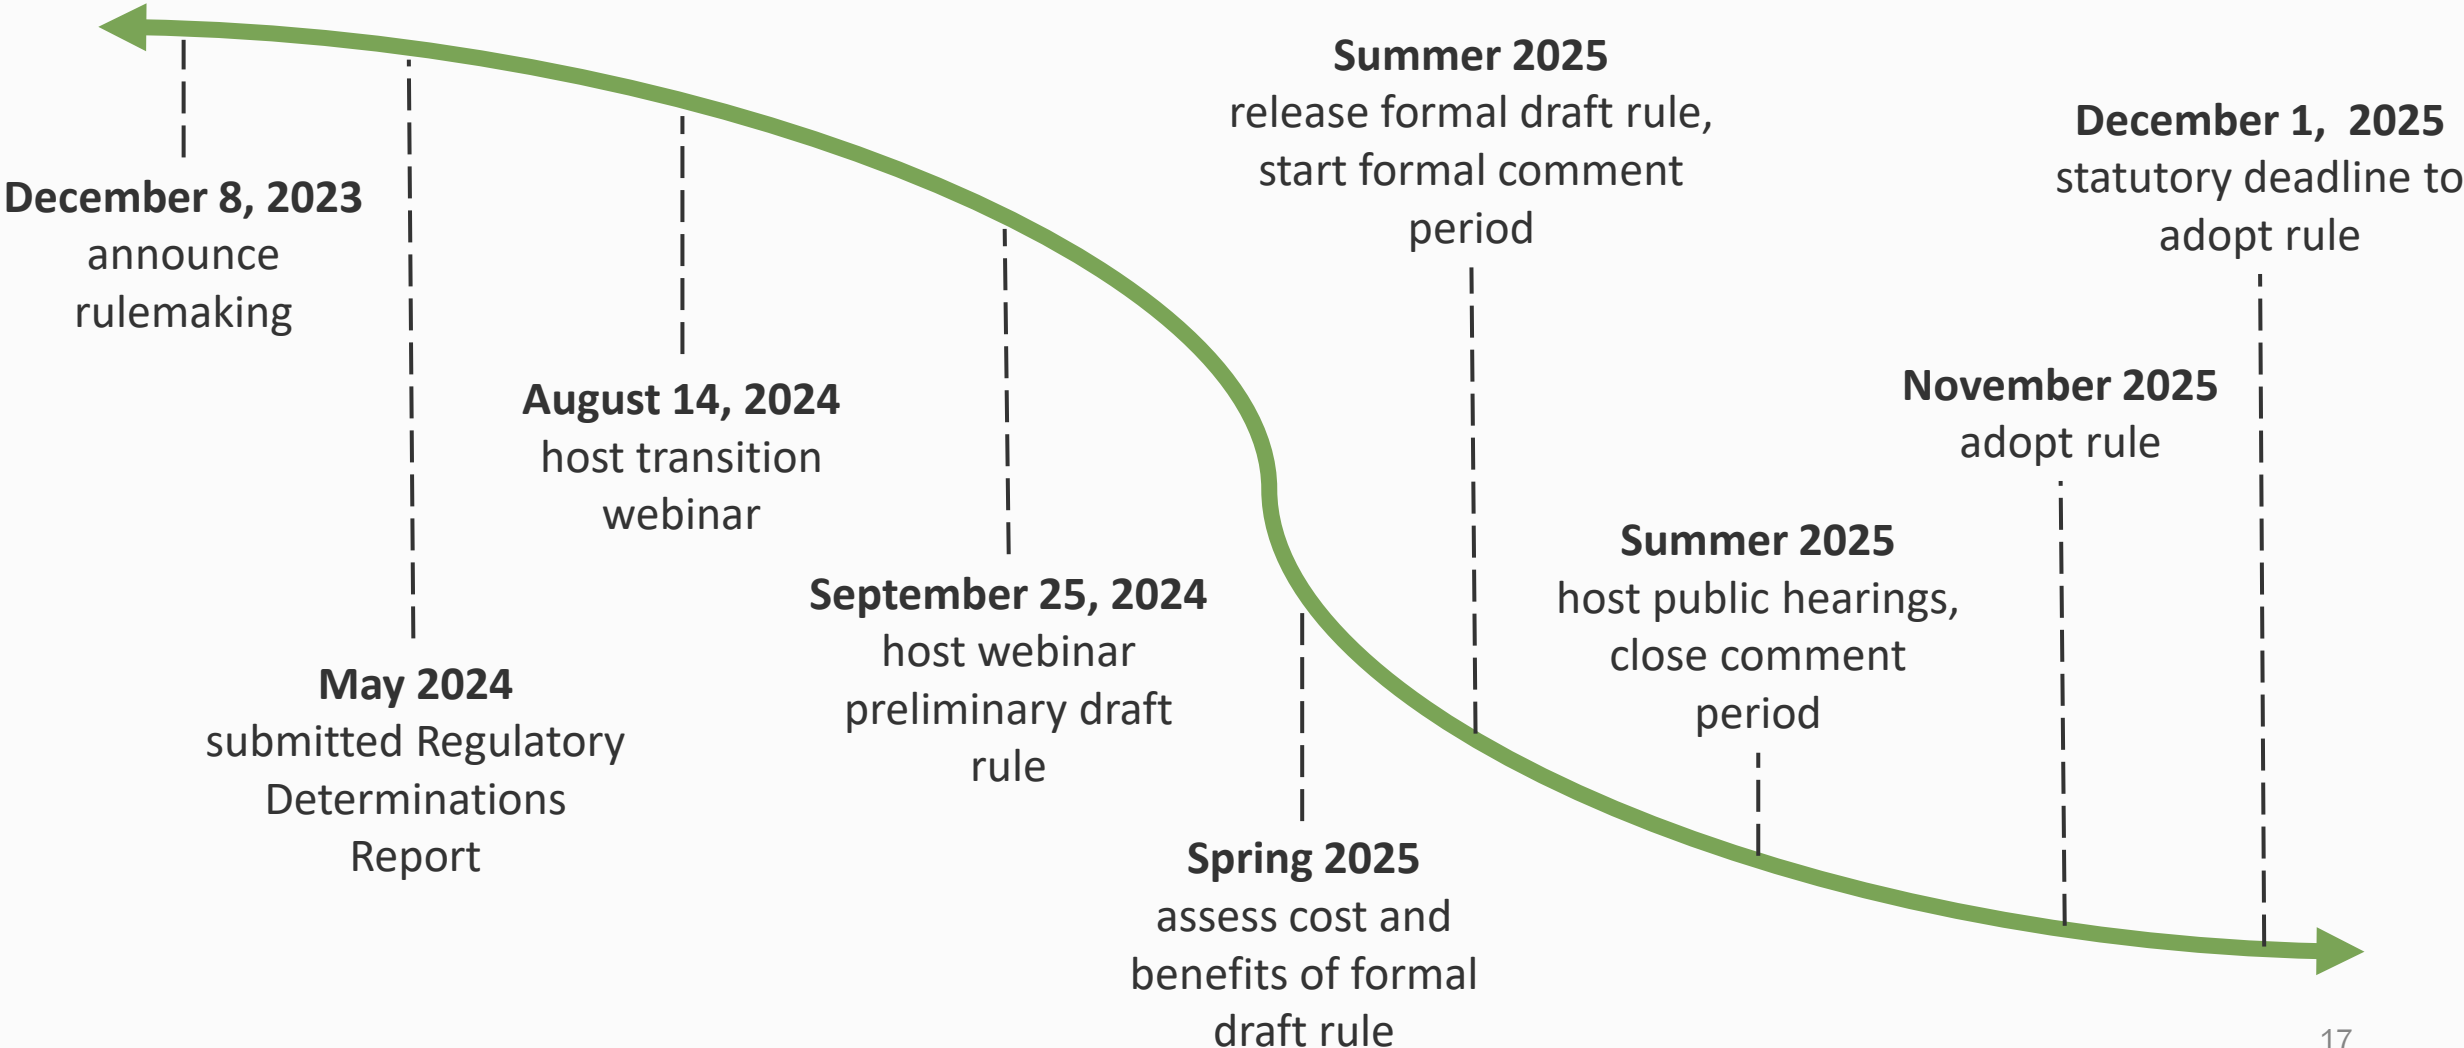 December 8, 2023
announce
rulemaking
May 2024
submitted Regulatory
Determinations
Report
August 14, 2024
host transition
webinar
September 25, 2024
host webinar
preliminary draft
rule
Spring 2025
assess cost and
benefits of formal
draft rule
Summer 2025
release formal draft rule,
start formal comment
period
Summer 2025
host public hearings,
close comment
period
November 2025
adopt rule
December 1,  2025
statutory deadline to
adopt rule
17